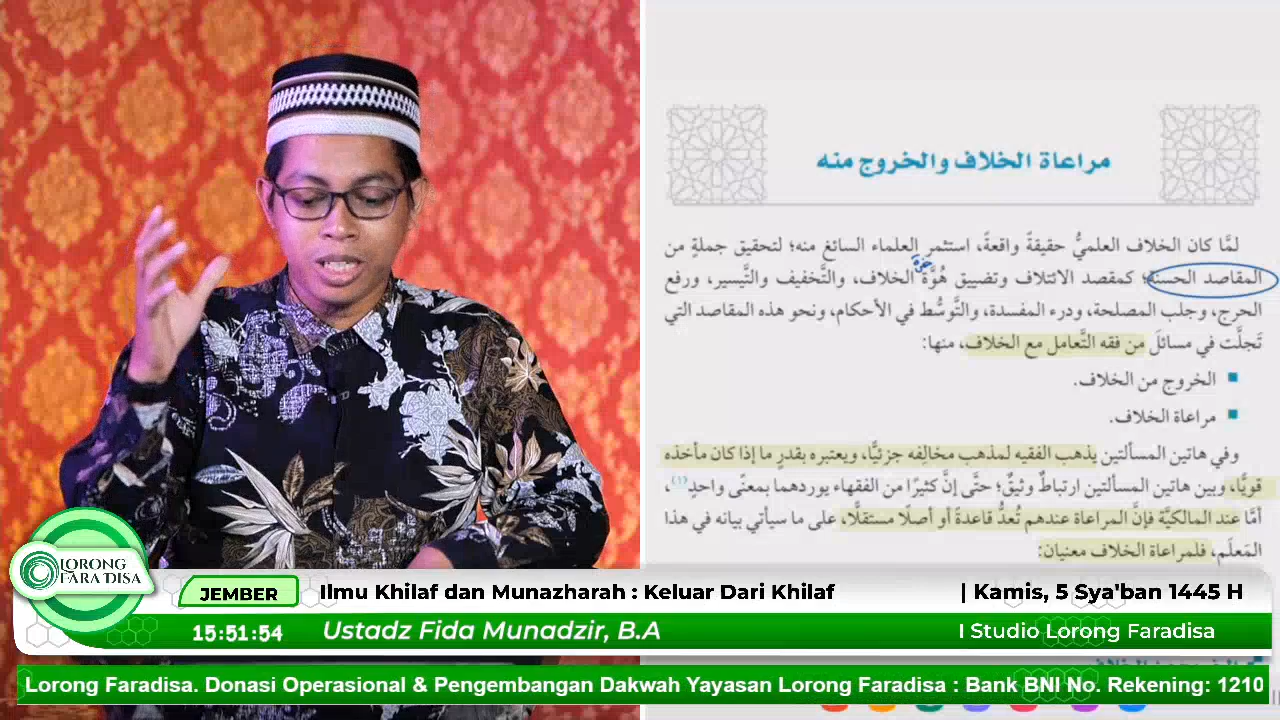 مراعاة الخلاف والخروج منه
لمَّا كان الخلاف العلميُّ حقيقةً واقعةً، استثمر العلماء السائغ منه؛ لتحقيق جملةٍ من
المقاصد الحسنة؛ كمقصد الائتلاف وتضييق هُوَّة الخلاف، والتَّخفيف والتَّيسير، ورفع
الحرج، وجلب المصلحة، ودرء المفسدة، والتَّوسُّط في الأحكام، ونحو هذه المقاصد التي
تَجلَّت في مسائلَ من فقه التَّعامل مع الخلاف، منها:
■ الخروج من الخلاف.
■ مراعاة الخلاف.
وفي هاتين المسألتين يذهب الفقيه لمذهب مخالفه جزئيًّا، ويعتبره بقدرٍ ما إذا كان مأخذه
قويًّا، وبين هاتين المسألتين ارتباطٌ وثيقٌ؛ حتَّى إنَّ كثيرًا من الفقهاء يوردهما بمعنًى واحدٍ(١)،
أمَّا عند المالكيَّة فإنَّ المراعاة عندهم تُعدُّ قاعدةً أو أصلًا مستقلًّا، على ما سيأتي بيانه في هذا
المَعلَم، فلمراعاة الخلاف معنيان:
LORONG
FARADISA
JEMBER
Ilmu Khilaf dan Munazharah : Keluar Dari Khilaf
| Kamis, 5 Sya'ban 1445 H
15:51:54
Ustadz Fida Munadzir, B.A
I Studio Lorong Faradisa
Lorong Faradisa. Donasi Operasional & Pengembangan Dakwah Yayasan Lorong Faradisa : Bank BNI No. Rekening: 1210